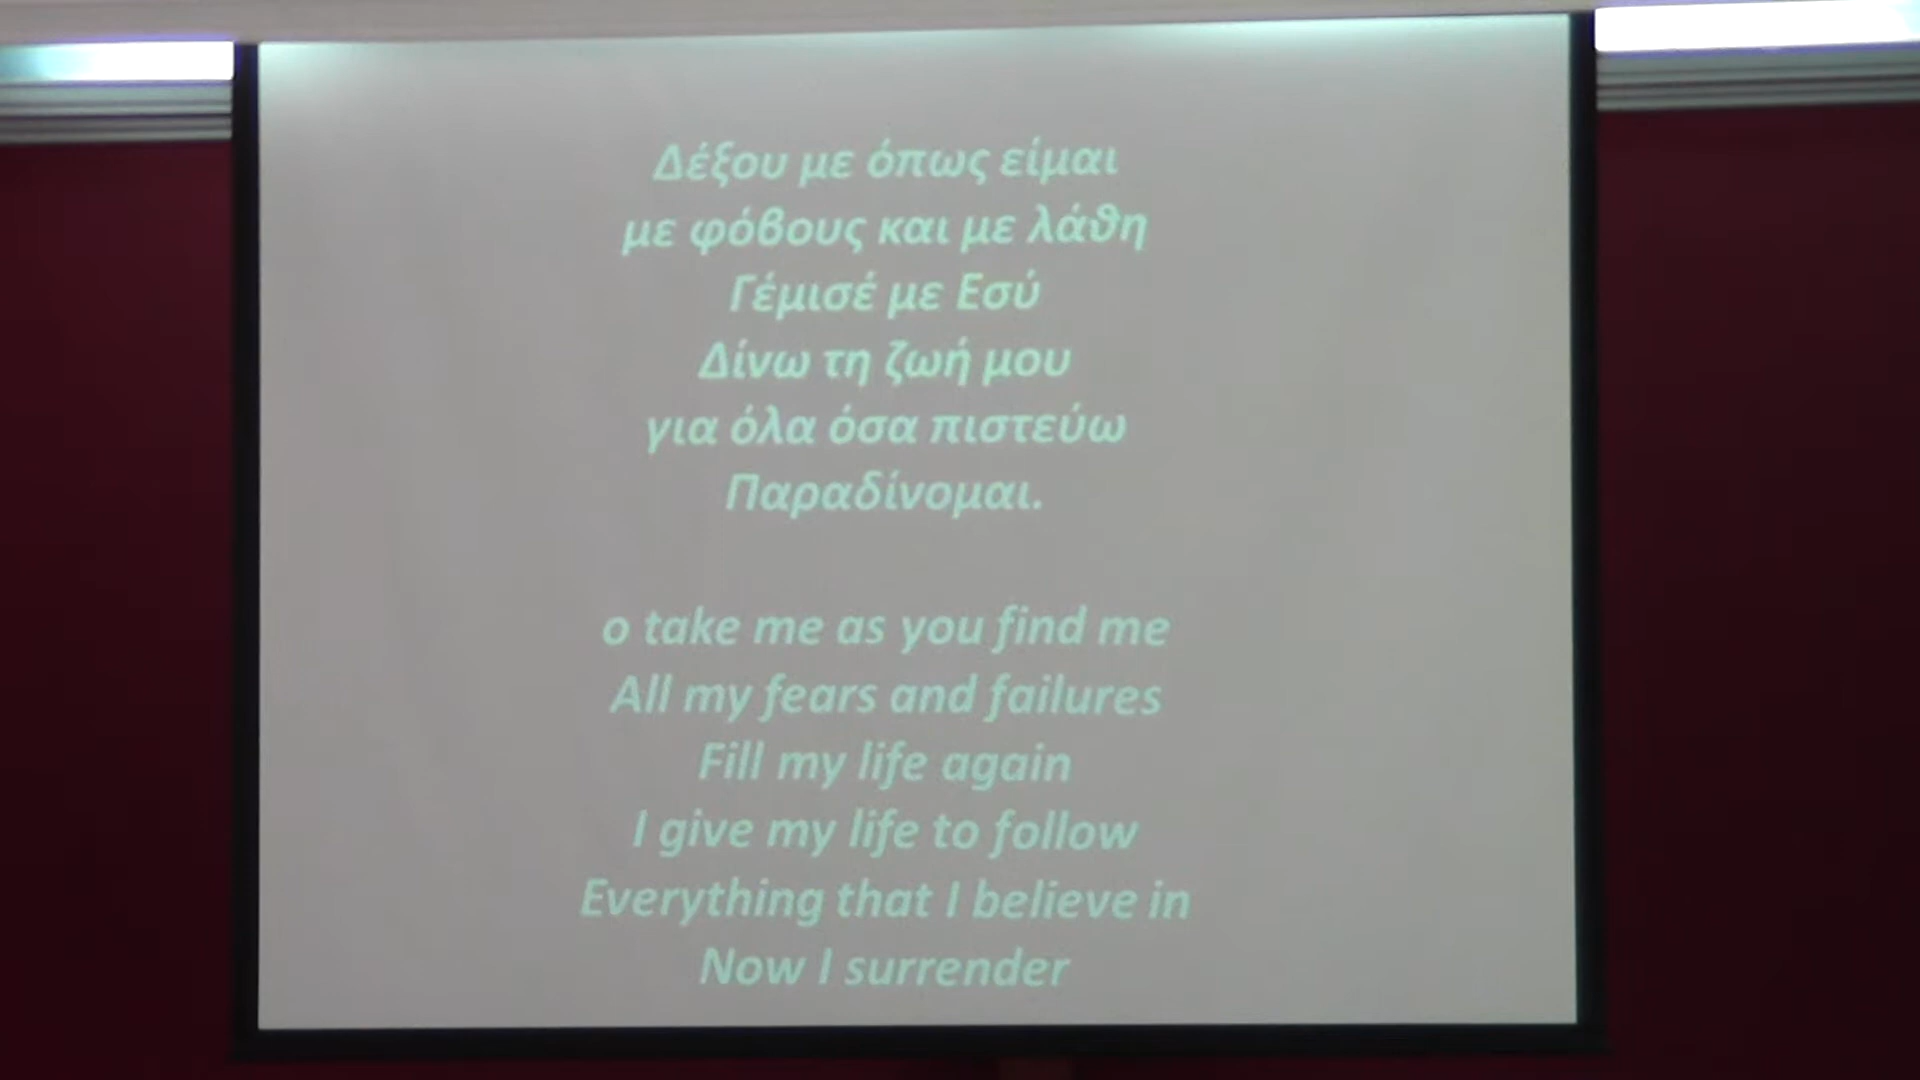 Δέξου με όπως είμαι
με φόβους και με λάθη
Γέμισέ με Εσύ
Δίνω τη ζωή μου
για όλα όσα πιστεύω
Παραδίνομαι.
o take me as you find me
All my fears and failures
Fill my life again
I give my life to follow
Everything that I believe in
Now I surrender